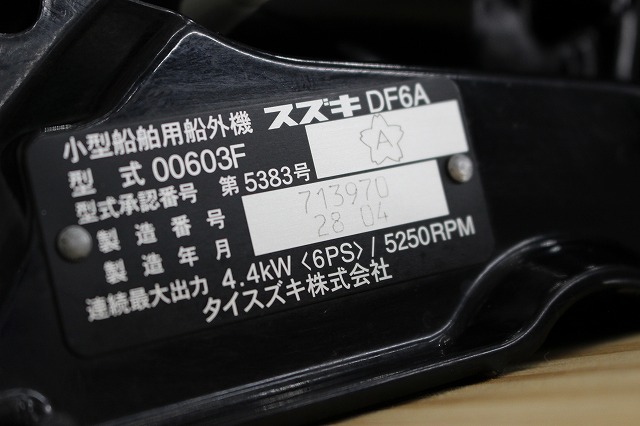 小型船舶用船外機 スズキ DF6A
型式 00603F A
型式承認番号 第5383号
製造番号 713970
製造年月 28 04
連続最大出力 4.4kW〈6PS〉/ 5250RPM
タイスズキ株式会社